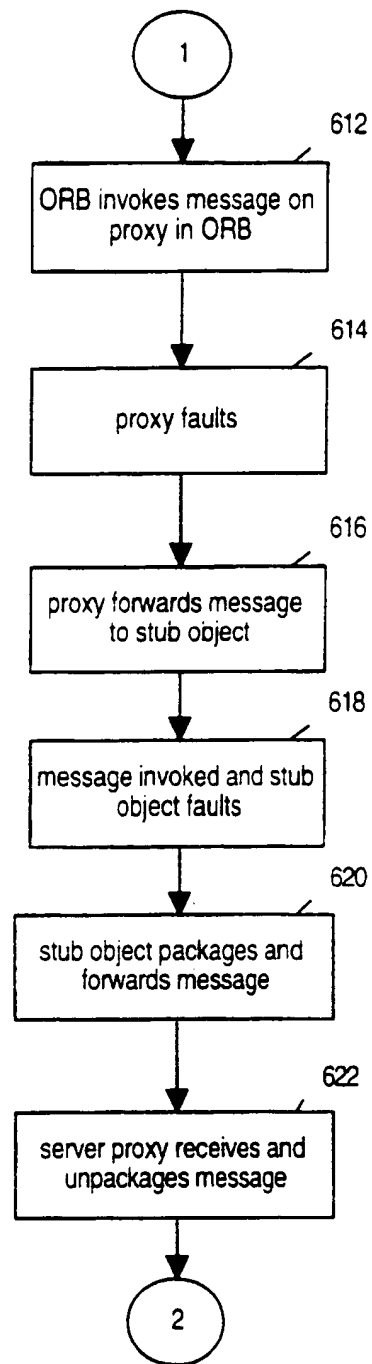 1
612
ORB invokes message on
proxy in ORB
614
proxy faults
616
proxy forwards message
to stub object
618
message invoked and stub
object faults
620
stub object packages and
forwards message
622
server proxy receives and
unpackages message
2